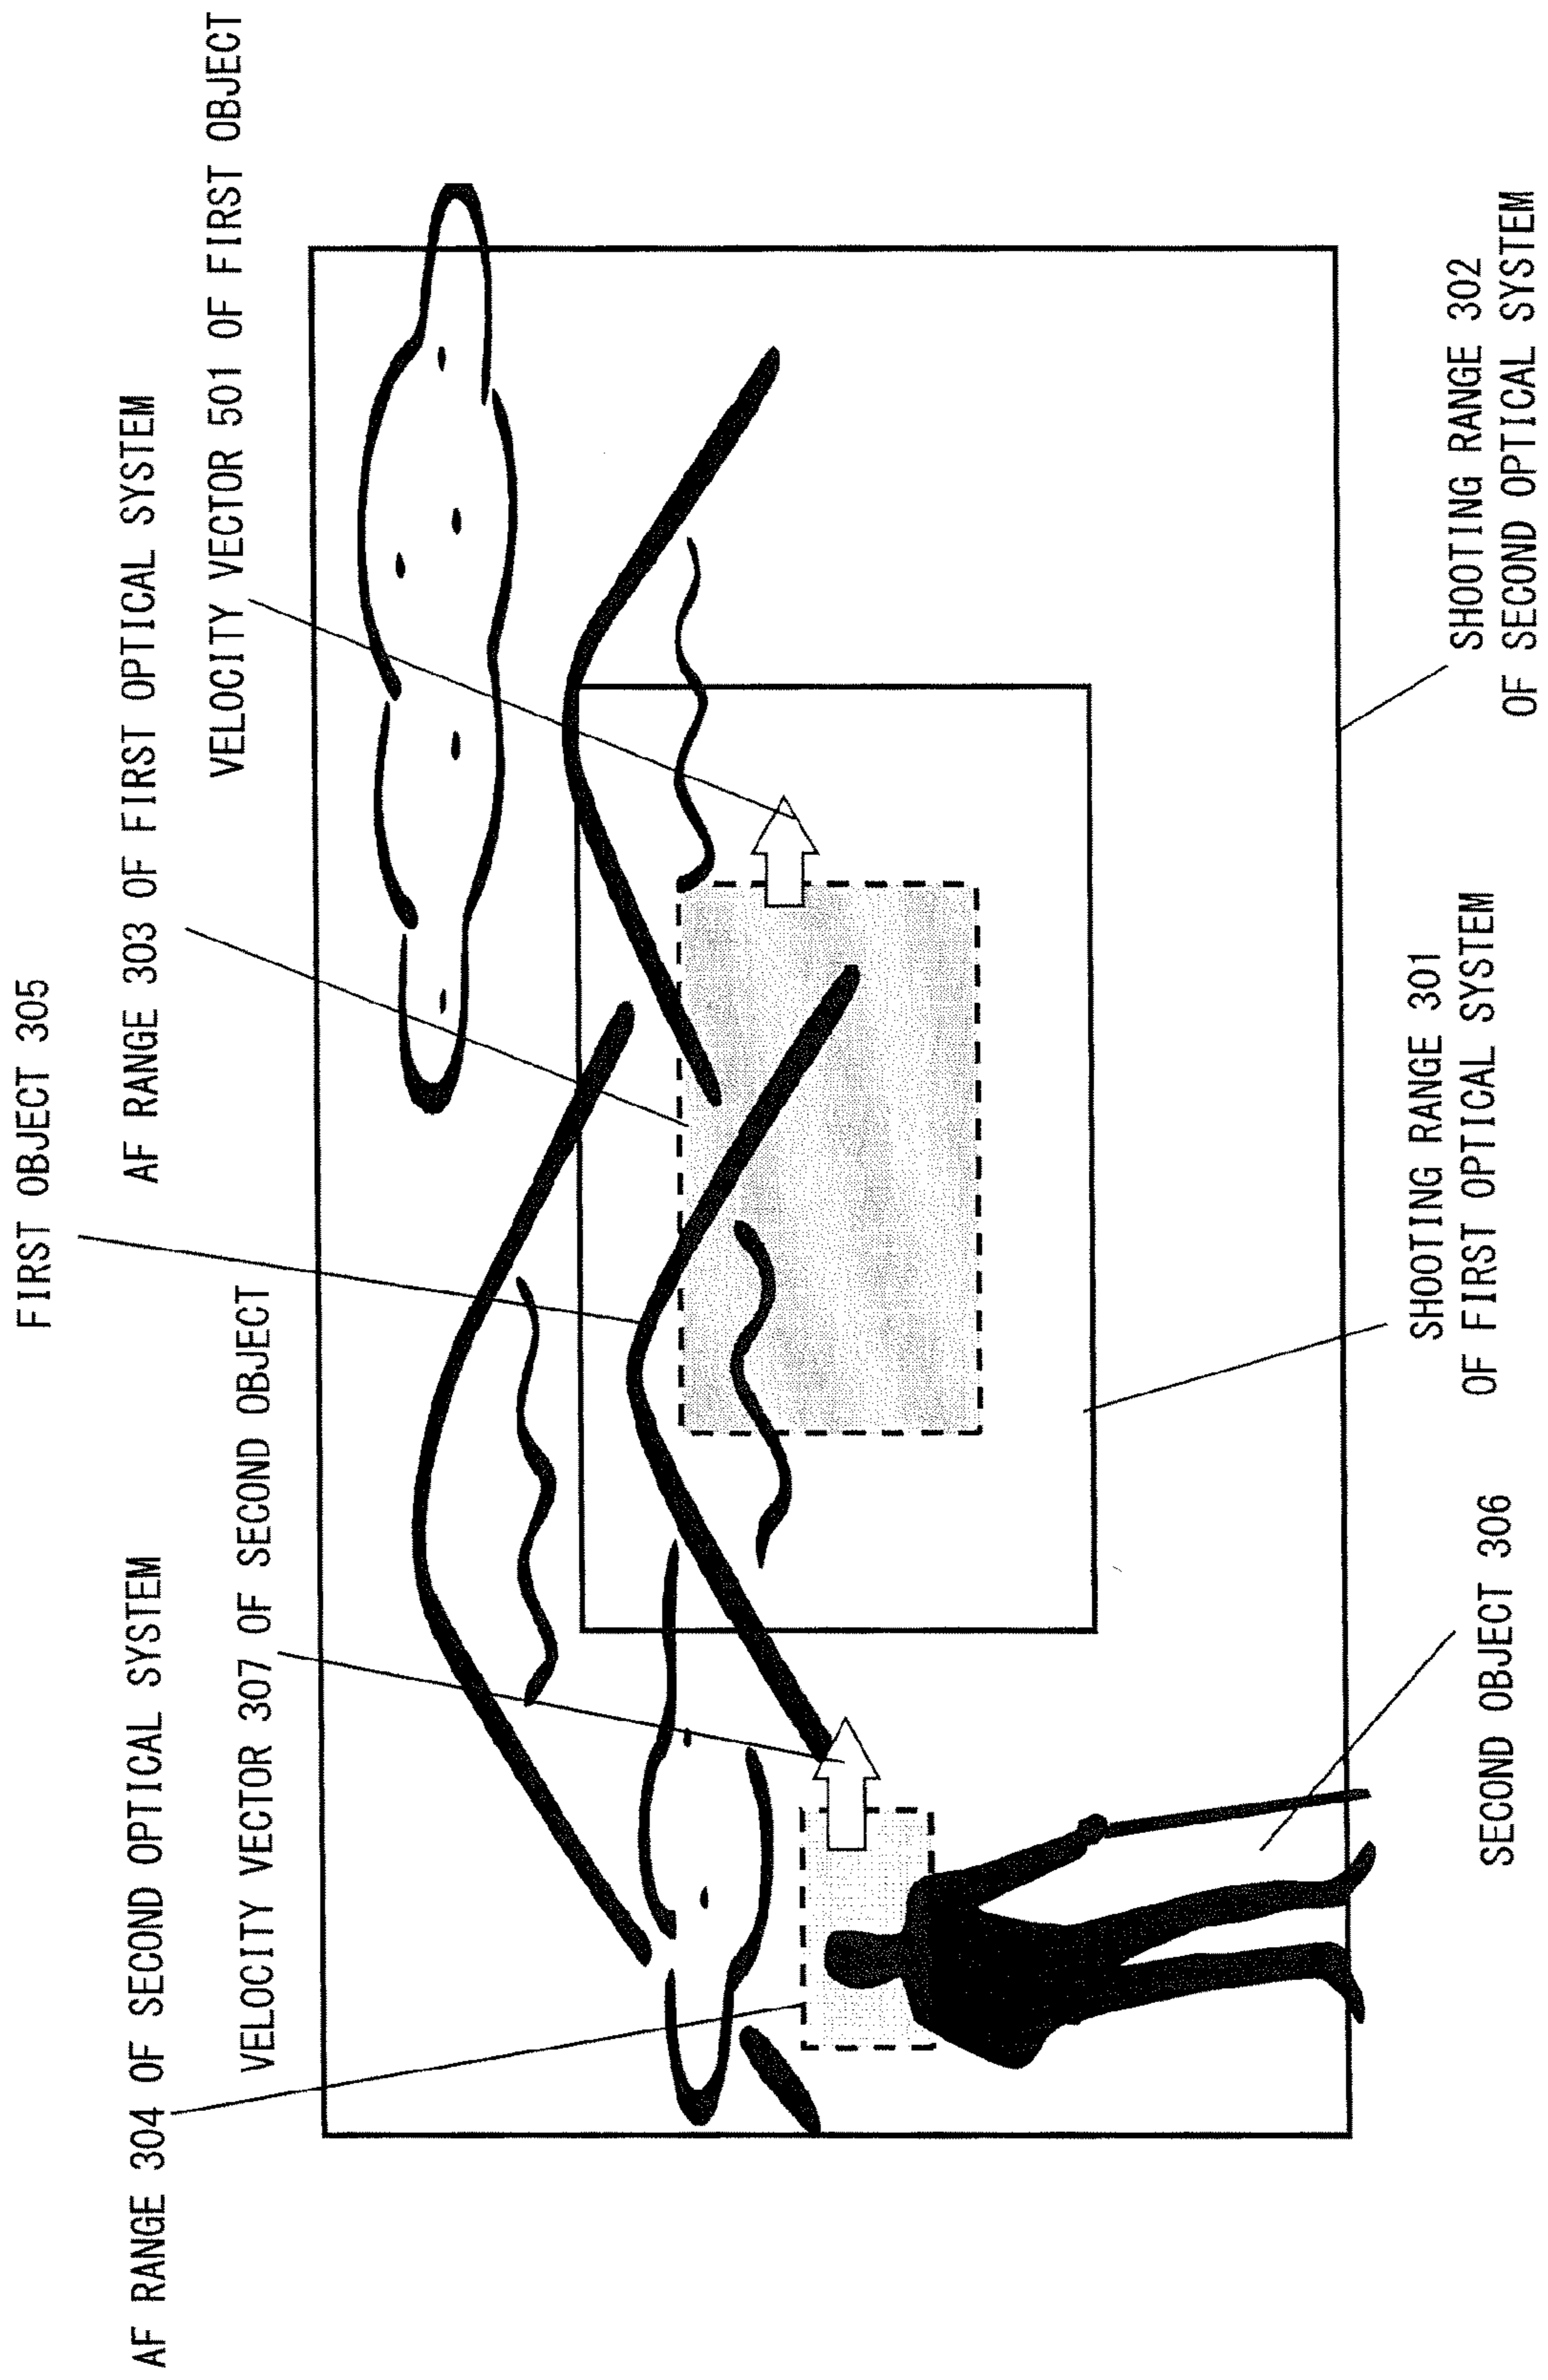 FIRST OBJECT 305
AF RANGE 304 OF SECOND OPTICAL SYSTEM
AF RANGE 303 OF FIRST OPTICAL SYSTEM
VELOCITY VECTOR 307 OF SECOND OBJECT
VELOCITY VECTOR 501 OF FIRST OBJECT
SECOND OBJECT 306
SHOOTING RANGE 301
OF FIRST OPTICAL SYSTEM
SHOOTING RANGE 302
OF SECOND OPTICAL SYSTEM